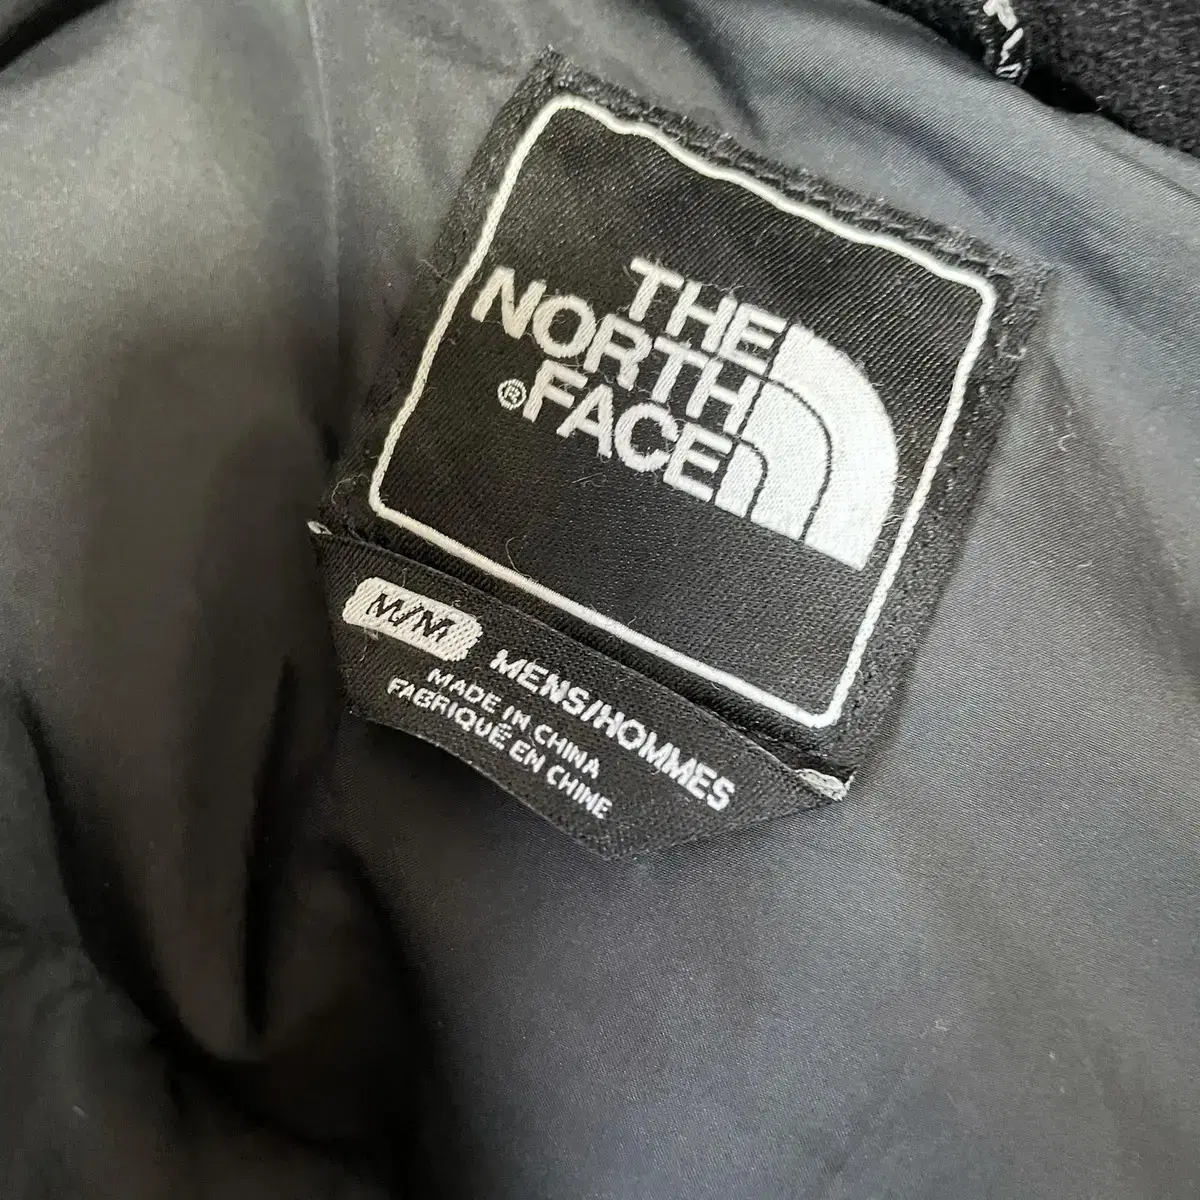 THE
NORTH
®FACE
M/M
MENS/HOMMES
MADE IN CHINA
FABRIQUÉ EN CHINE